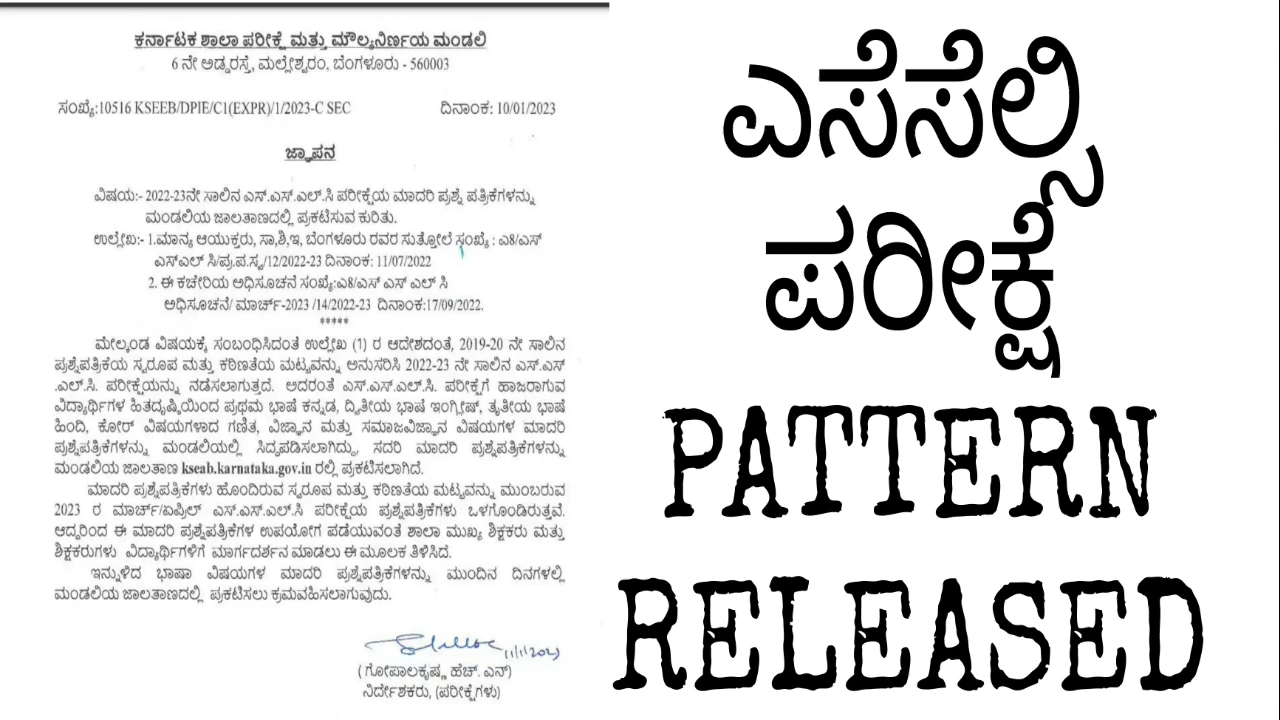 ಕರ್ನಾಟಕ ಶಾಲಾ ಪರೀಕ್ಷೆ ಮತ್ತು ಮೌಲ್ಯನಿರ್ಣಯ ಮಂಡಲಿ
6 ನೇ ಅಡ್ಡರಸ್ತೆ, ಮಲ್ಲೇಶ್ವರಂ, ಬೆಂಗಳೂರು - 560003
ಸಂಖ್ಯೆ:10516 KSEEB/DPIE/C1(EXPR)/1/2023-C SEC ದಿನಾಂಕ: 10/01/2023
ಜ್ಞಾಪನ
ವಿಷಯ:- 2022-23ನೇ ಸಾಲಿನ ಎಸ್.ಎಸ್.ಎಲ್.ಸಿ ಪರೀಕ್ಷೆಯ ಮಾದರಿ ಪ್ರಶ್ನೆ ಪತ್ರಿಕೆಗಳನ್ನು
ಮಂಡಲಿಯ ಜಾಲತಾಣದಲ್ಲಿ ಪ್ರಕಟಿಸುವ ಕುರಿತು.
ಉಲ್ಲೇಖ:- 1.ಮಾನ್ಯ ಆಯುಕ್ತರು, ಸಾ,ಶಿ,ಇ, ಬೆಂಗಳೂರು ರವರ ಸುತ್ತೋಲೆ ಸಂಖ್ಯೆ : ಎ8/ಎಸ್
ಎಸ್ಎಲ್ ಸಿ/ಪ್ರ.ಪ.ಸ್ವ/12/2022-23 ದಿನಾಂಕ: 11/07/2022
2. ಈ ಕಚೇರಿಯ ಅಧಿಸೂಚನೆ ಸಂಖ್ಯೆ:ಎ8/ಎಸ್ ಎಸ್ ಎಲ್ ಸಿ
ಅಧಿಸೂಚನೆ/ ಮಾರ್ಚ್-2023 /14/2022-23 ದಿನಾಂಕ:17/09/2022.
*****
ಮೇಲ್ಕಂಡ ವಿಷಯಕ್ಕೆ ಸಂಬಂಧಿಸಿದಂತೆ ಉಲ್ಲೇಖ (1) ರ ಆದೇಶದಂತೆ, 2019-20 ನೇ ಸಾಲಿನ
ಪ್ರಶ್ನೆಪತ್ರಿಕೆಯ ಸ್ವರೂಪ ಮತ್ತು ಕಠಿಣತೆಯ ಮಟ್ಟವನ್ನು ಅನುಸರಿಸಿ 2022-23 ನೇ ಸಾಲಿನ ಎಸ್.ಎಸ್
.ಎಲ್.ಸಿ. ಪರೀಕ್ಷೆಯನ್ನು ನಡೆಸಲಾಗುತ್ತದೆ. ಅದರಂತೆ ಎಸ್.ಎಸ್.ಎಲ್.ಸಿ. ಪರೀಕ್ಷೆಗೆ ಹಾಜರಾಗುವ
ವಿದ್ಯಾರ್ಥಿಗಳ ಹಿತದೃಷ್ಟಿಯಿಂದ ಪ್ರಥಮ ಭಾಷೆ ಕನ್ನಡ, ದ್ವಿತೀಯ ಭಾಷೆ ಇಂಗ್ಲೀಷ್, ತೃತೀಯ ಭಾಷೆ
ಹಿಂದಿ, ಕೋರ್ ವಿಷಯಗಳಾದ ಗಣಿತ, ವಿಜ್ಞಾನ ಮತ್ತು ಸಮಾಜವಿಜ್ಞಾನ ವಿಷಯಗಳ ಮಾದರಿ
ಪ್ರಶ್ನೆಪತ್ರಿಕೆಗಳನ್ನು ಮಂಡಲಿಯಲ್ಲಿ ಸಿದ್ಧಪಡಿಸಲಾಗಿದ್ದು, ಸದರಿ ಮಾದರಿ ಪ್ರಶ್ನೆಪತ್ರಿಕೆಗಳನ್ನು
ಮಂಡಲಿಯ ಜಾಲತಾಣ kseab.karnataka.gov.in ರಲ್ಲಿ ಪ್ರಕಟಿಸಲಾಗಿದೆ.
ಮಾದರಿ ಪ್ರಶ್ನೆಪತ್ರಿಕೆಗಳು ಹೊಂದಿರುವ ಸ್ವರೂಪ ಮತ್ತು ಕಠಿಣತೆಯ ಮಟ್ಟವನ್ನು ಮುಂಬರುವ
2023 ರ ಮಾರ್ಚ್/ಏಪ್ರಿಲ್ ಎಸ್.ಎಸ್.ಎಲ್.ಸಿ ಪರೀಕ್ಷೆಯ ಪ್ರಶ್ನೆಪತ್ರಿಕೆಗಳು ಒಳಗೊಂಡಿರುತ್ತವೆ.
ಆದ್ದರಿಂದ ಈ ಮಾದರಿ ಪ್ರಶ್ನೆಪತ್ರಿಕೆಗಳ ಉಪಯೋಗ ಪಡೆಯುವಂತೆ ಶಾಲಾ ಮುಖ್ಯ ಶಿಕ್ಷಕರು ಮತ್ತು
ಶಿಕ್ಷಕರುಗಳು ವಿದ್ಯಾರ್ಥಿಗಳಿಗೆ ಮಾರ್ಗದರ್ಶನ ಮಾಡಲು ಈ ಮೂಲಕ ತಿಳಿಸಿದೆ.
ಇನ್ನುಳಿದ ಭಾಷಾ ವಿಷಯಗಳ ಮಾದರಿ ಪ್ರಶ್ನೆಪತ್ರಿಕೆಗಳನ್ನು ಮುಂದಿನ ದಿನಗಳಲ್ಲಿ
ಮಂಡಲಿಯ ಜಾಲತಾಣದಲ್ಲಿ ಪ್ರಕಟಿಸಲು ಕ್ರಮವಹಿಸಲಾಗುವುದು.
11/1/2023
( ಗೋಪಾಲಕೃಷ್ಣ ಹೆಚ್. ಎನ್)
ನಿರ್ದೇಶಕರು, (ಪರೀಕ್ಷೆಗಳು)
ಎಸೆಸೆಲ್ಸಿ
ಪರೀಕ್ಷೆ
PATTERN
RELEASED